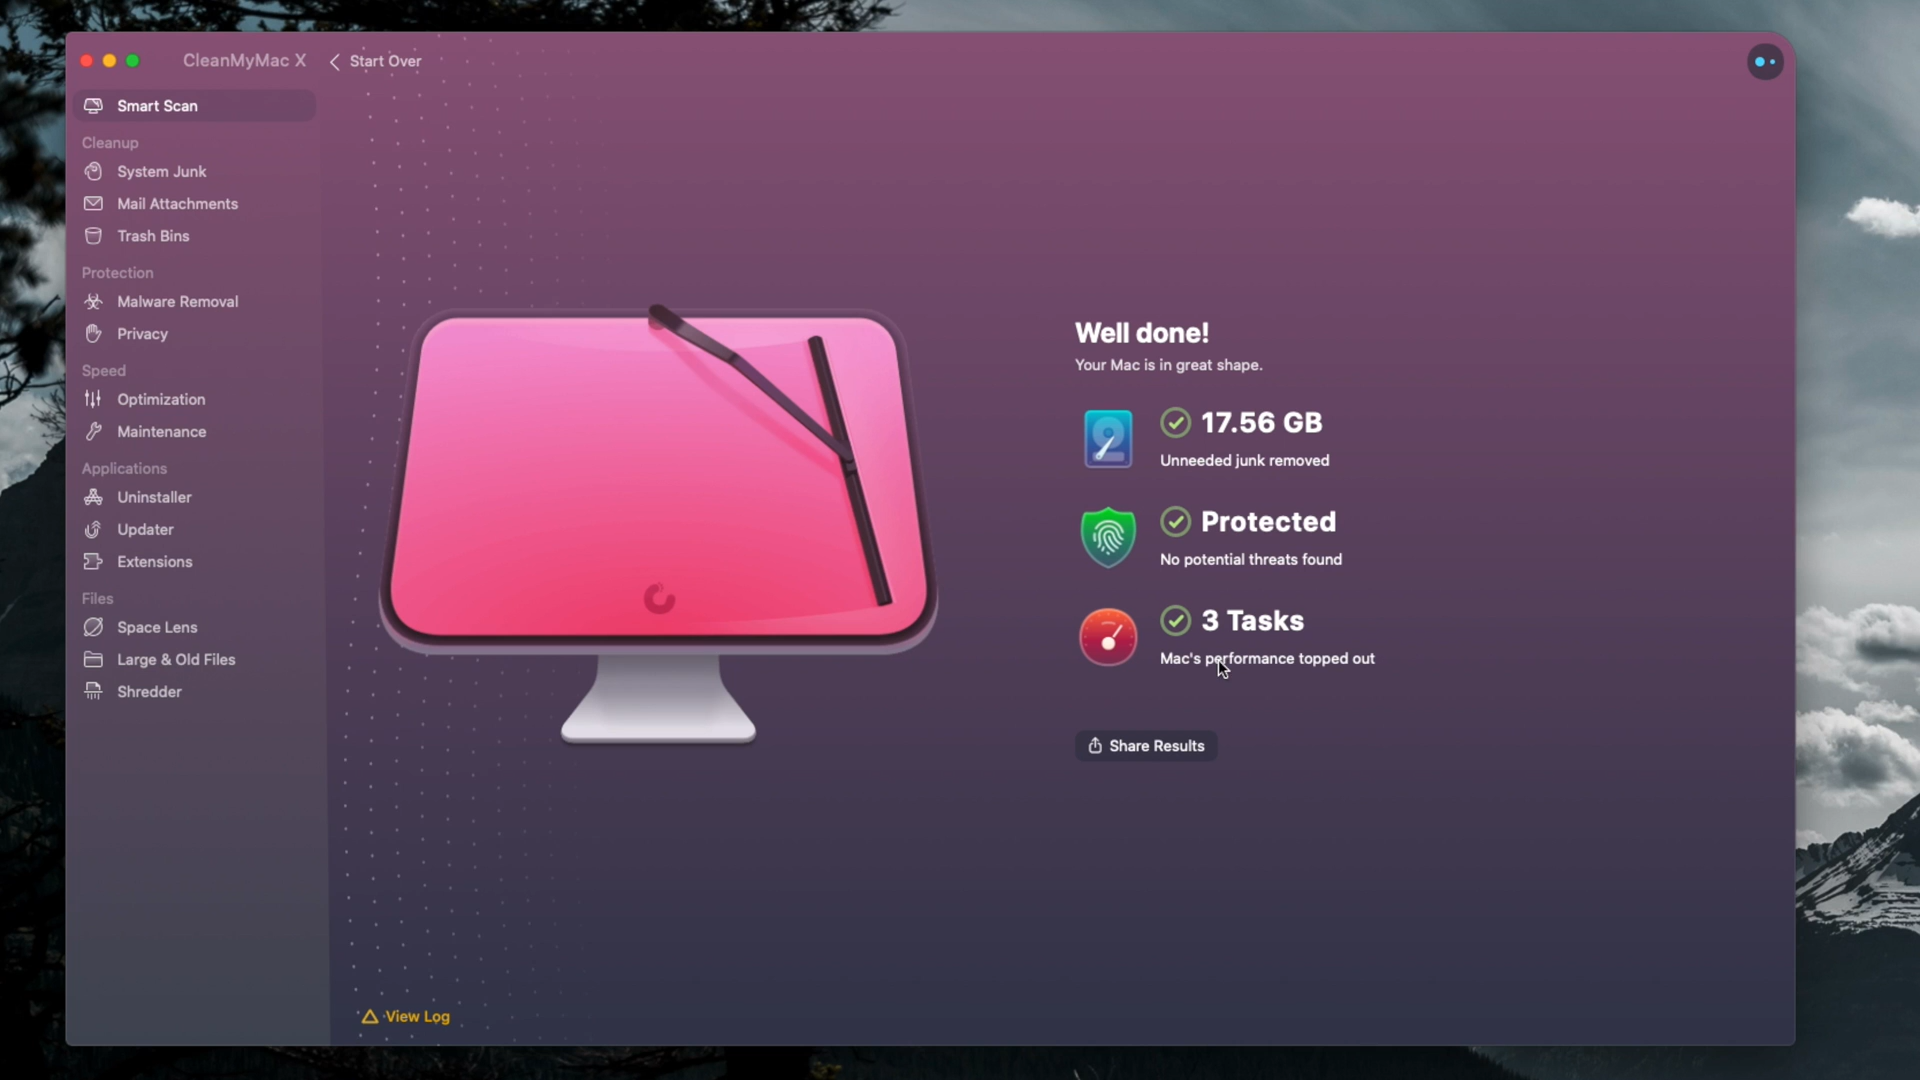 CleanMyMac X
Start Over
Smart Scan
Cleanup
System Junk
Mail Attachments
Trash Bins
Protection
Malware Removal
Privacy
Speed
Optimization
Maintenance
Applications
Uninstaller
Updater
Extensions
Files
Space Lens
Large & Old Files
Shredder
Well done!
Your Mac is in great shape.
17.56 GB
Unneeded junk removed
Protected
No potential threats found
3 Tasks
Mac's performance topped out
Share Results
View Log